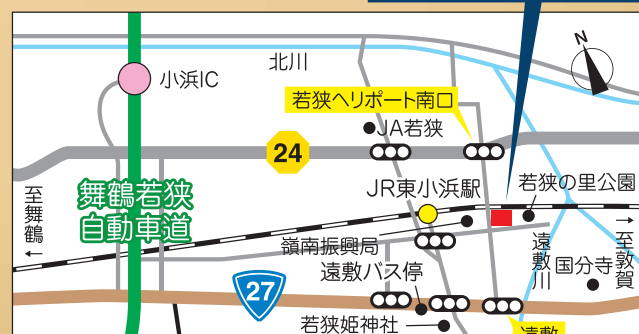 N
北川
小浜IC
若狭ヘリポート南口
JA若狭
24
舞鶴若狭
自動車道
至舞鶴
←
JR東小浜駅
若狭の里公園
嶺南振興局
遠敷バス停
遠敷川
国分寺
→
至敦賀
27
若狭姫神社
遠敷